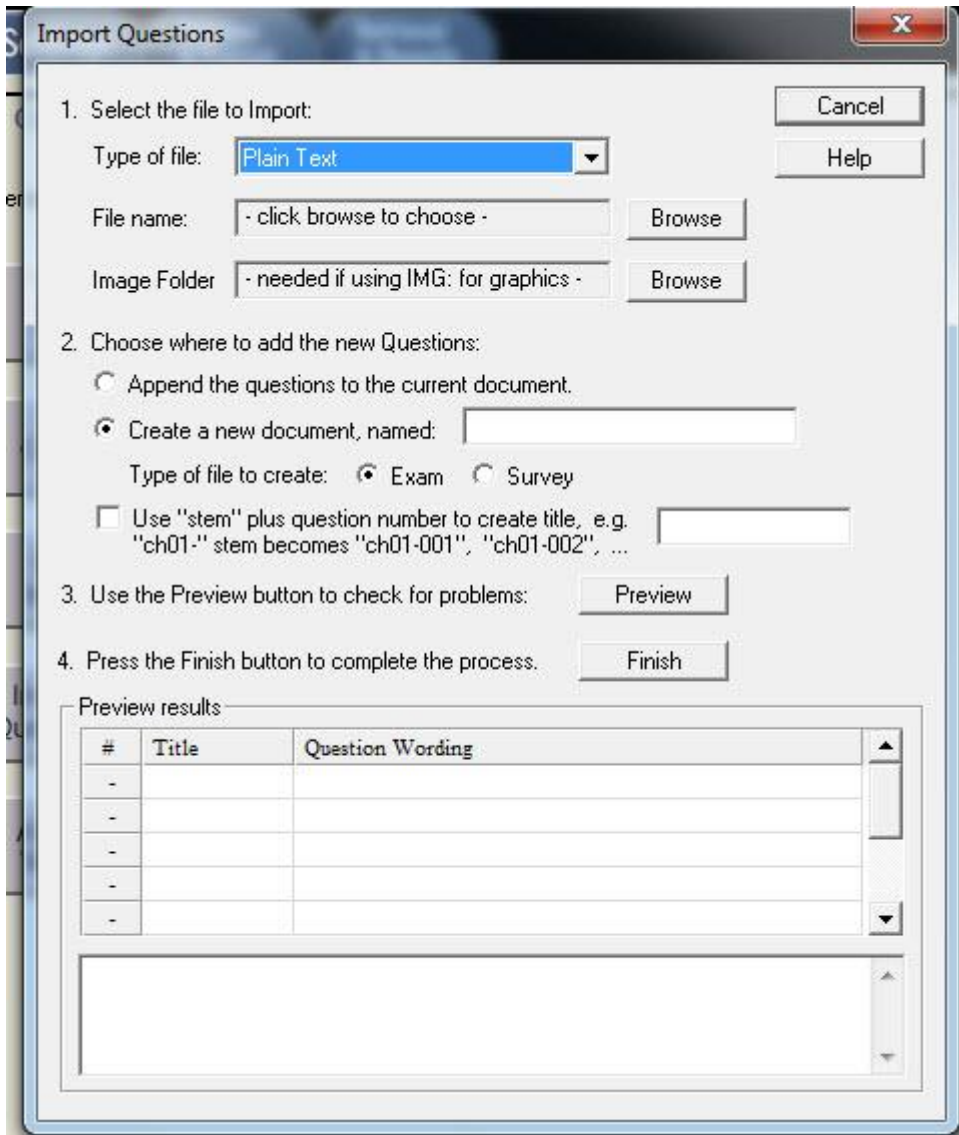 Import Questions
1. Select the file to Import:
Cancel
Type of file:
Plain Text
Help
File name:
- click browse to choose -
Browse
Image Folder
- needed if using IMG: for graphics -
Browse
2. Choose where to add the new Questions:
Append the questions to the current document.
Create a new document, named:
Type of file to create:
Exam
Survey
Use "stem" plus question number to create title, e.g.
"ch01-" stem becomes "ch01-001", "ch01-002", ...
3. Use the Preview button to check for problems:
Preview
4. Press the Finish button to complete the process.
Finish
Preview results
# Title Question Wording
-
-
-
-
-